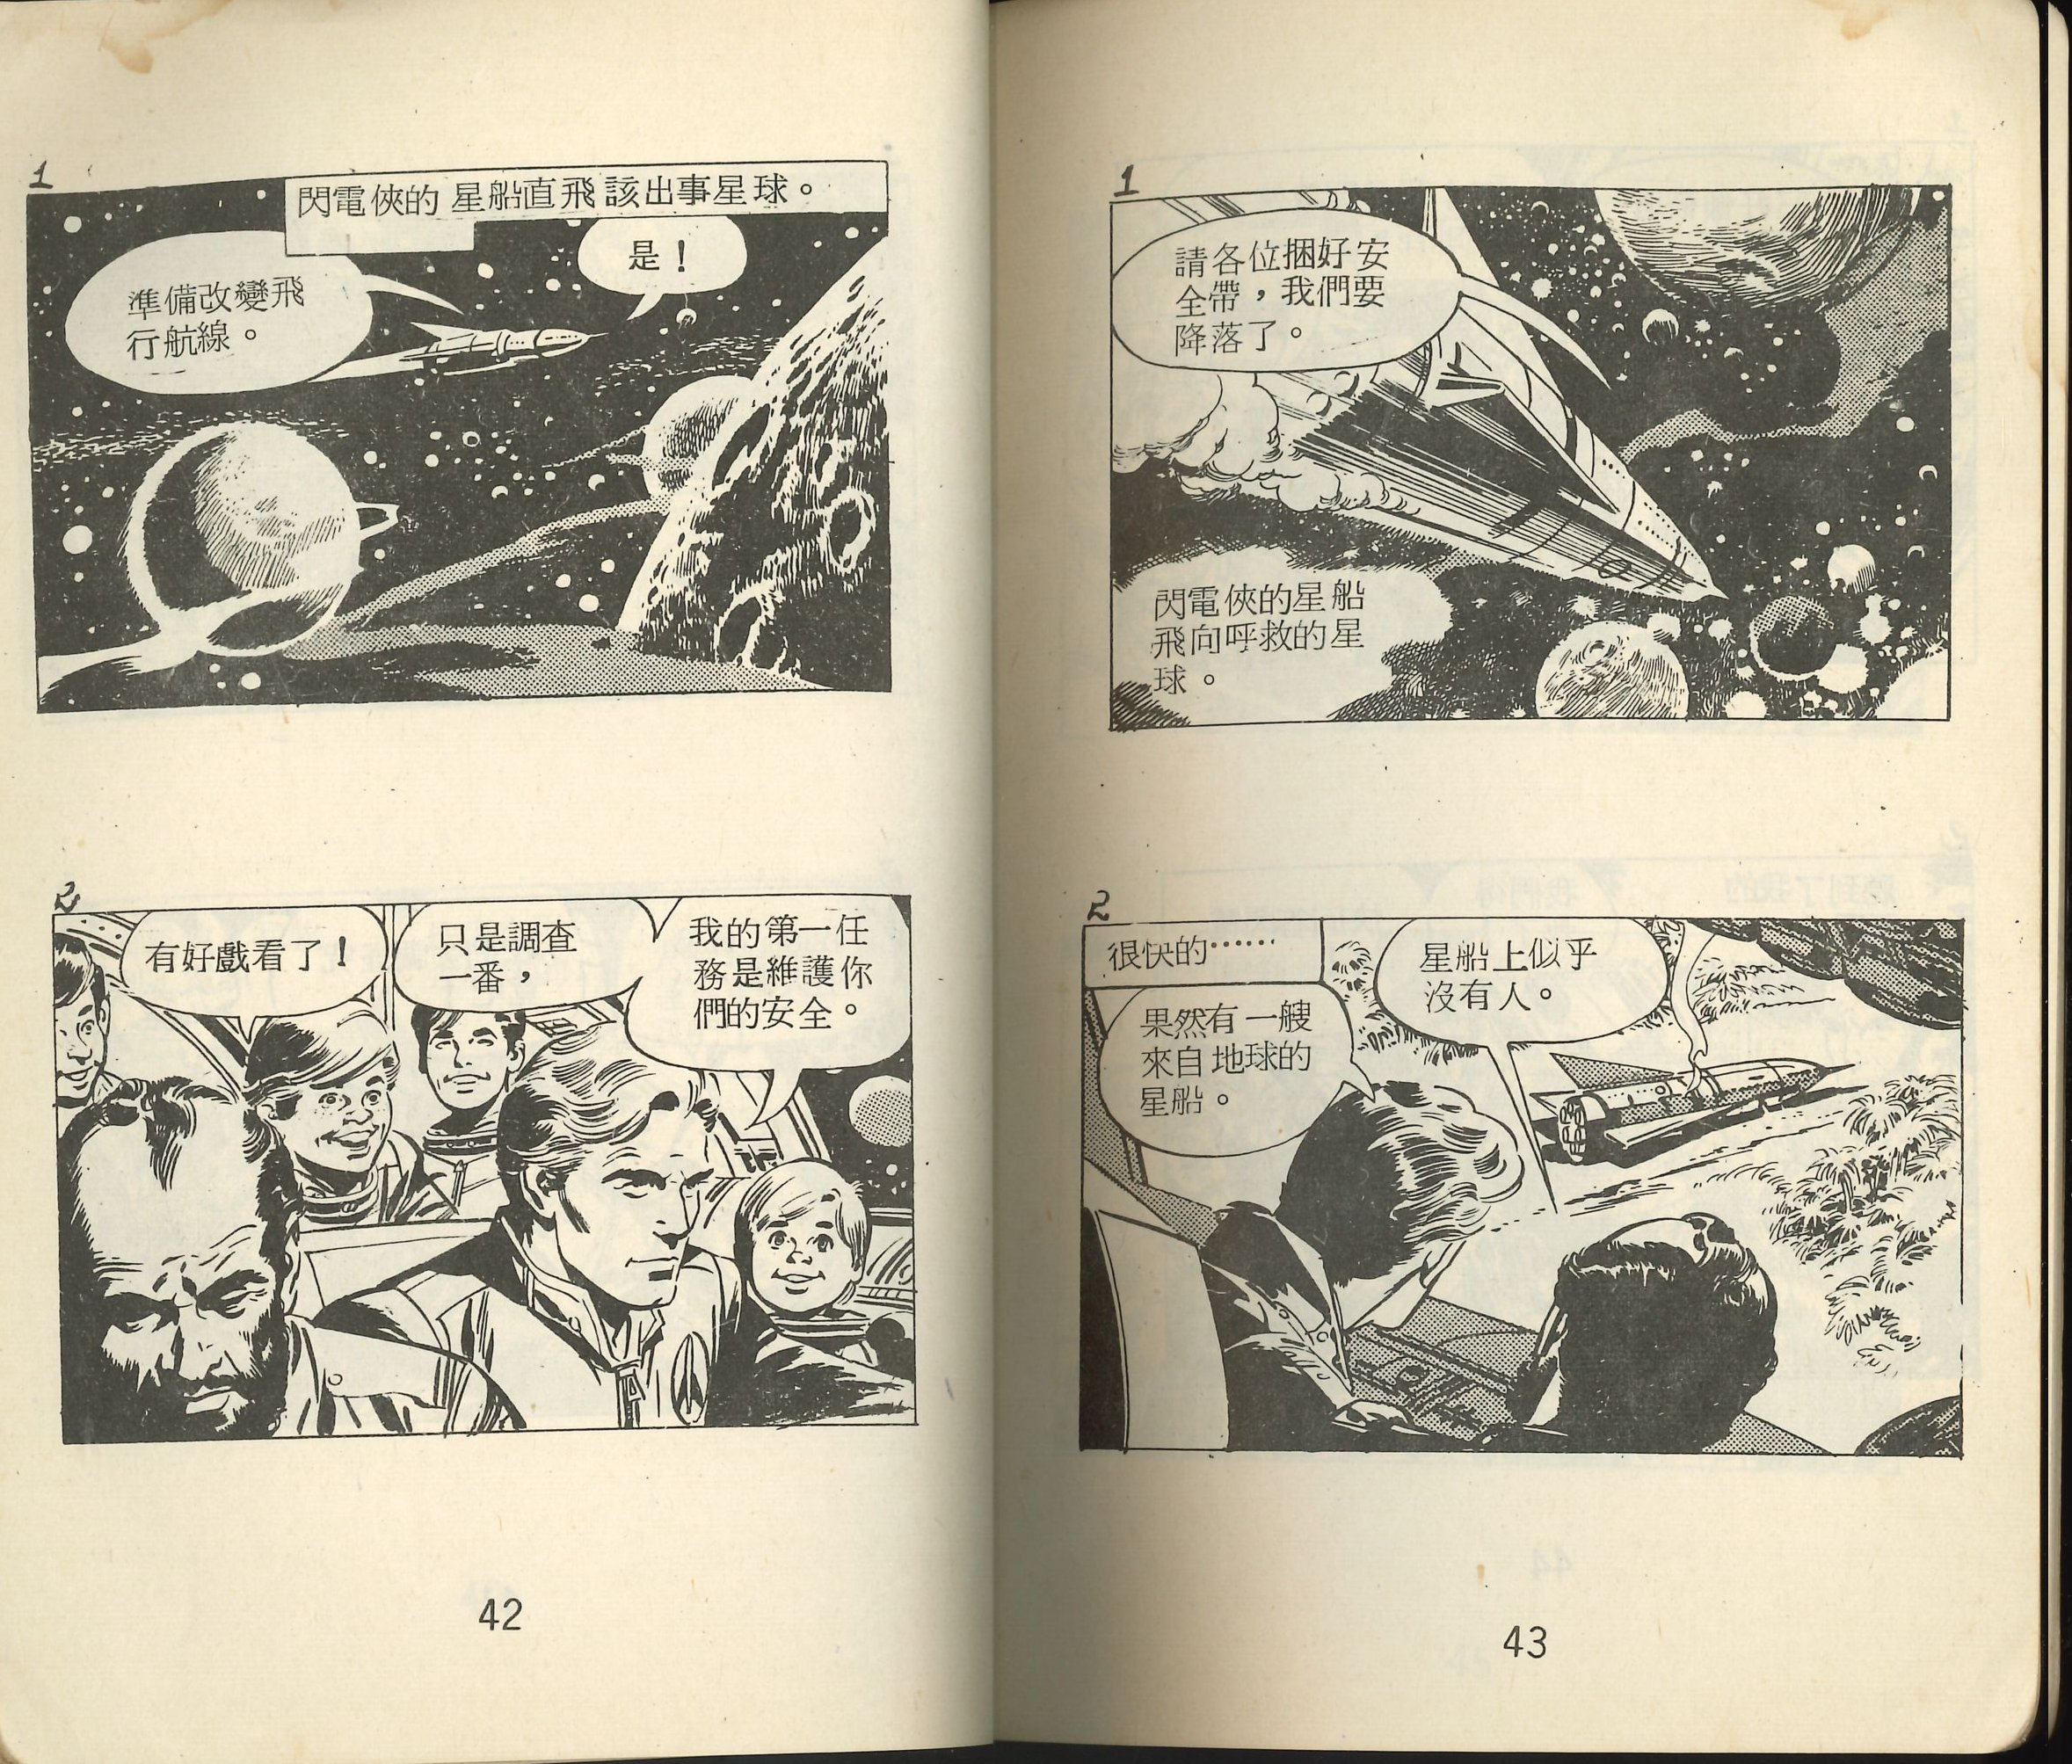 1
閃電俠的星船直飛該出事星球。
準備改變飛
行航線。
是！
2
有好戲看了！
只是調查
一番，
我的第一任
務是維護你
們的安全。
42
1
請各位捆好安
全帶，我們要
降落了。
閃電俠的星船
飛向呼救的星
球。
2
很快的……
果然有一艘
來自地球的
星船。
星船上似乎
沒有人。
43